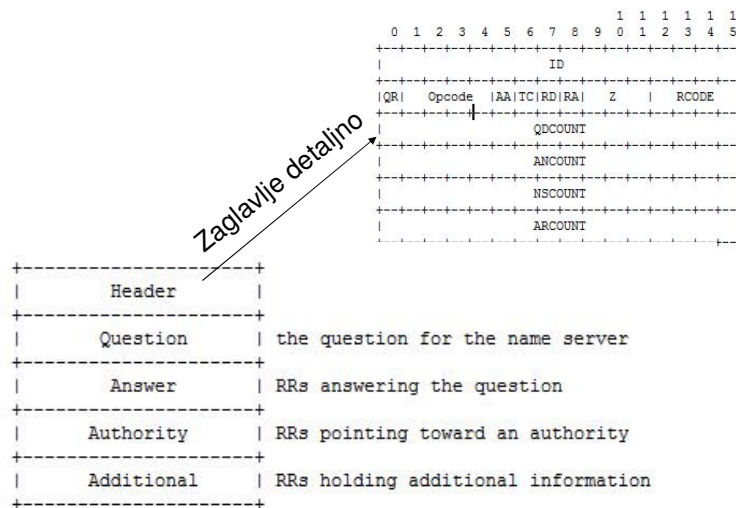 1 1 1 1 1 1
0 1 2 3 4 5 6 7 8 9 0 1 2 3 4 5
ID
|QR| Opcode |AA|TC|RD|RA| Z | RCODE
QDCOUNT
ANCOUNT
NSCOUNT
ARCOUNT
Zaglavlje detaljno
Header
Question the question for the name server
Answer RRs answering the question
Authority RRs pointing toward an authority
Additional RRs holding additional information